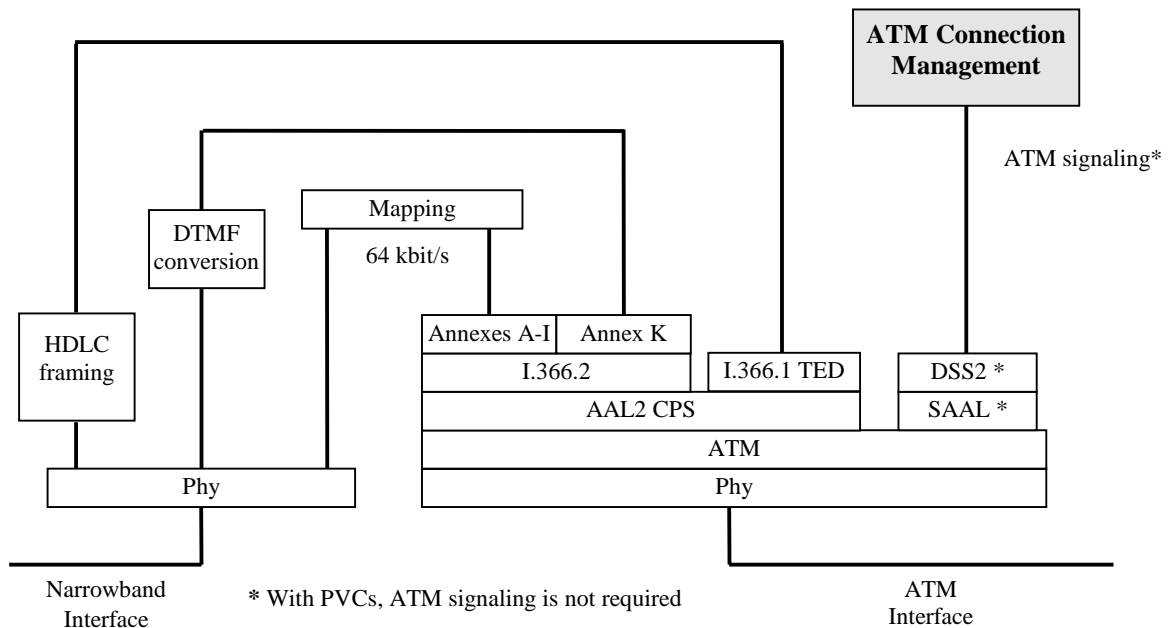 ATM Connection
Management
ATM signaling*
Mapping
DTMF
conversion
64 kbit/s
HDLC
framing
Annexes A-I
Annex K
I.366.2
I.366.1 TED
DSS2 *
AAL2 CPS
SAAL *
ATM
Phy
Phy
Narrowband
Interface
* With PVCs, ATM signaling is not required
ATM
Interface